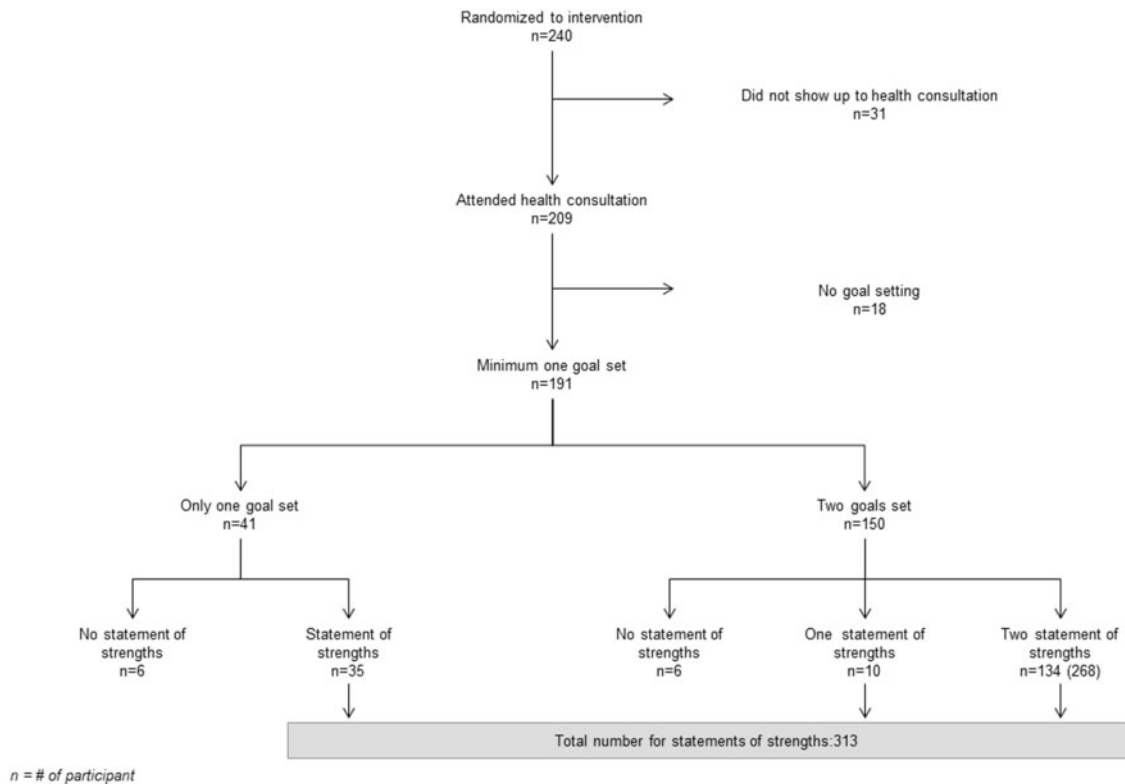 Randomized to intervention
n=240
Did not show up to health consultation
n=31
Attended health consultation
n=209
No goal setting
n=18
Minimum one goal set
n=191
Only one goal set
n=41
Two goals set
n=150
No statement of
strengths
n=6
Statement of
strengths
n=35
No statement of
strengths
n=6
One statement of
strengths
n=10
Two statement of
strengths
n=134 (268)
Total number for statements of strengths:313
n = # of participant